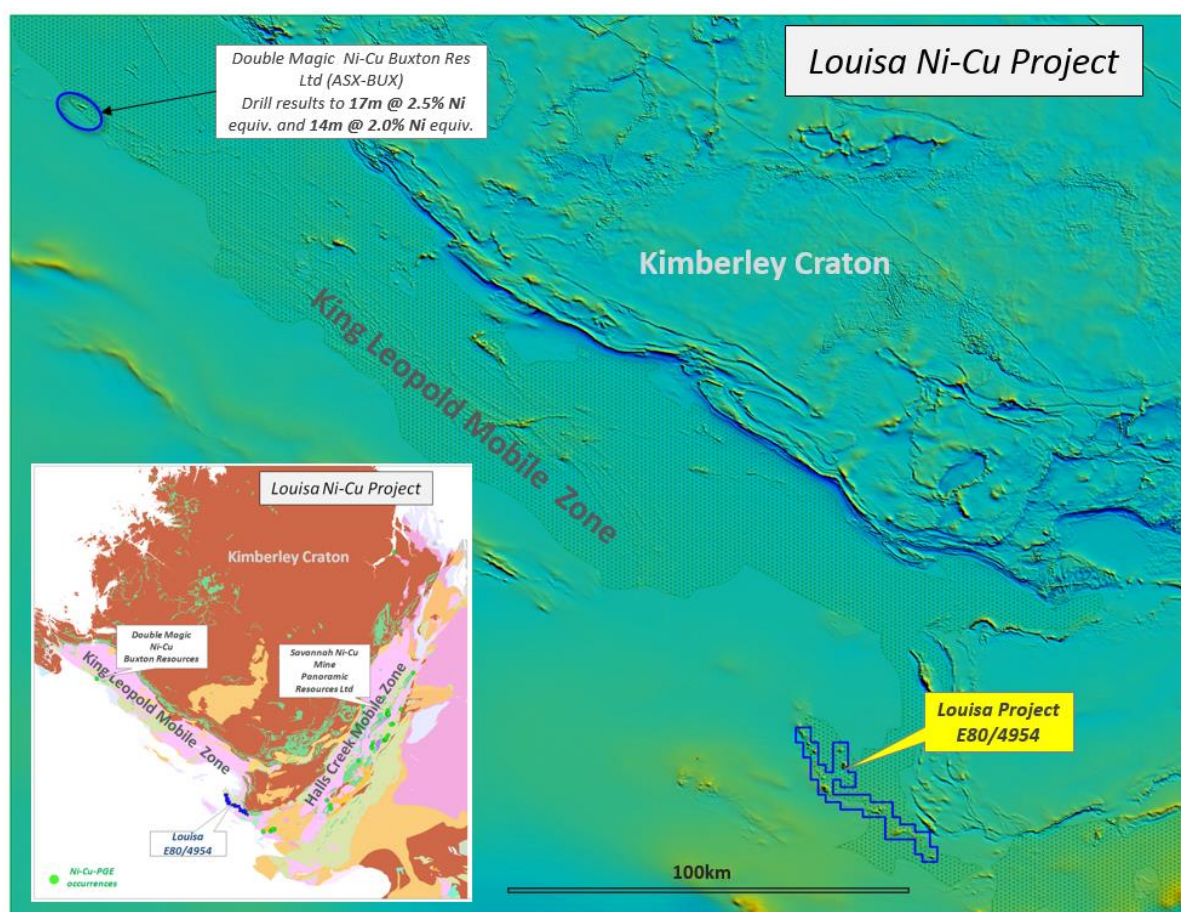 Louisa Ni-Cu Project
Double Magic Ni-Cu Buxton Res
Ltd (ASX-BUX)
Drill results to 17m @ 2.5% Ni
equiv. and 14m @ 2.0% Ni equiv.
Kimberley Craton
King Leopold Mobile Zone
Louisa Project
E80/4954
100km
Louisa Ni-Cu Project
Kimberley Craton
Double Magic
Ni-Cu
Buxton Resources
Savannah Ni-Cu
Mine
Panoramic
Resources Ltd
King Leopold Mobile Zone
Halls Creek Mobile Zone
Louisa
E80/4954
Ni-Cu-PGE
occurrences